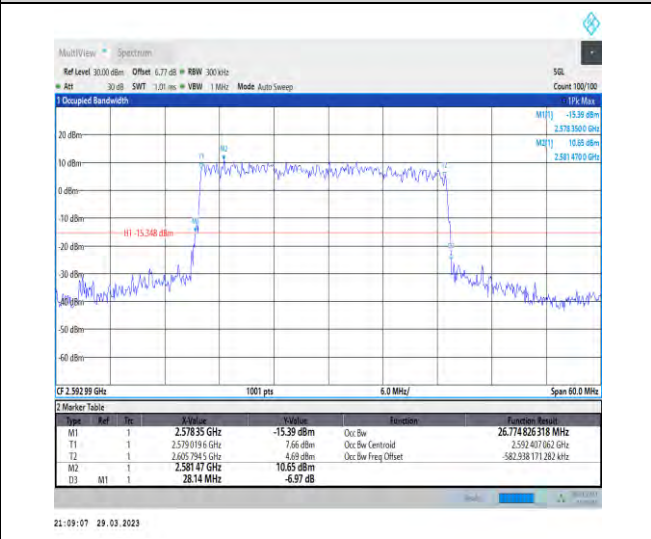 MultiView Spectrum
Ref Level 30.00 dBm Offset 6.77 dB RBW 300 kHz SGL
Att 30 dB SWT 1.01 ms VBW 1 MHz Mode Auto Sweep Count 100/100
1 Occupied Bandwidth 1Pk Max
M1[1] -15.39 dBm
2.578 3500 GHz
M2[1] 10.65 dBm
2.581 4700 GHz
20 dBm
T1 M2 T2
10 dBm
0 dBm
-10 dBm
M1
H1 -15.348 dBm
-20 dBm
D3
-30 dBm
-40 dBm
-50 dBm
-60 dBm
CF 2.592 99 GHz 1001 pts 6.0 MHz/ Span 60.0 MHz
2 Marker Table
Type Ref Trc X-Value Y-Value Function Function Result
M1 1 2.578 35 GHz -15.39 dBm Occ Bw 26.774 826 318 MHz
T1 1 2.579 019 6 GHz 7.66 dBm Occ Bw Centroid 2.592 407 062 GHz
T2 1 2.605 794 5 GHz 4.69 dBm Occ Bw Freq Offset -582.938 171 282 kHz
M2 1 2.581 47 GHz 10.65 dBm
D3 M1 1 28.14 MHz -6.97 dB
21:09:07 29.03.2023